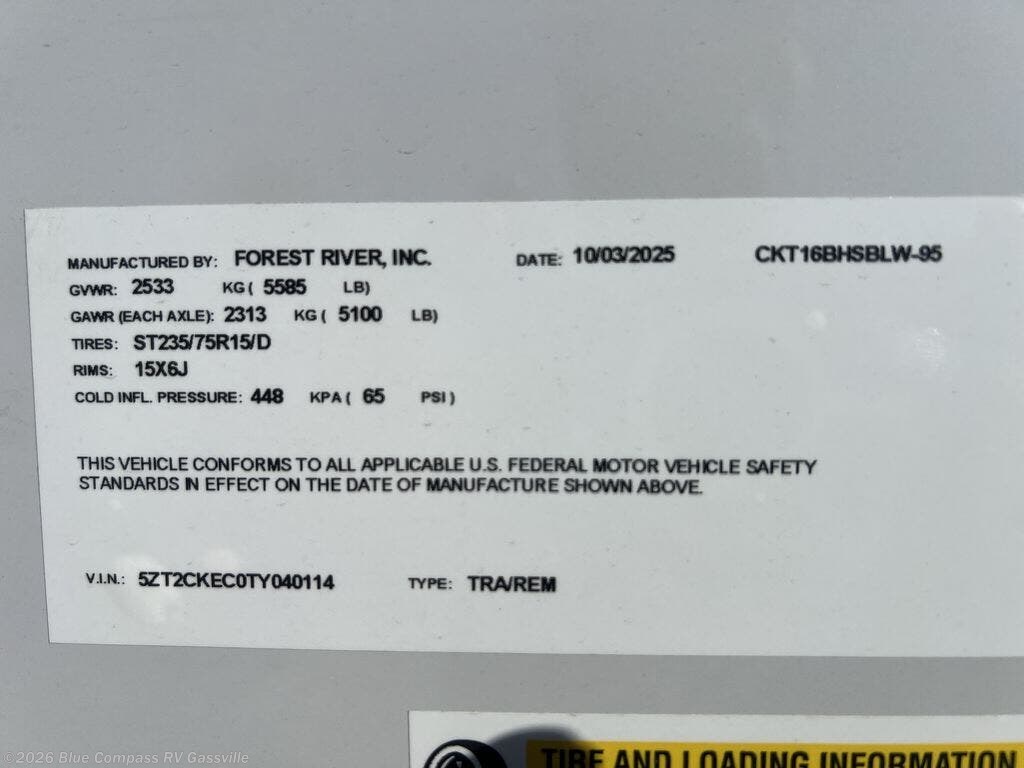 MANUFACTURED BY: FOREST RIVER, INC. DATE: 10/03/2025 CKT16BHSBLW-95
GVWR: 2533 KG ( 5585 LB)
GAWR (EACH AXLE): 2313 KG ( 5100 LB)
TIRES: ST235/75R15/D
RIMS: 15X6J
COLD INFL. PRESSURE: 448 KPA ( 65 PSI )
THIS VEHICLE CONFORMS TO ALL APPLICABLE U.S. FEDERAL MOTOR VEHICLE SAFETY
STANDARDS IN EFFECT ON THE DATE OF MANUFACTURE SHOWN ABOVE.
V.I.N.: 5ZT2CKEC0TY040114 TYPE: TRA/REM
TIRE AND LOADING INFORMATION
©2026 Blue Compass RV Gassville